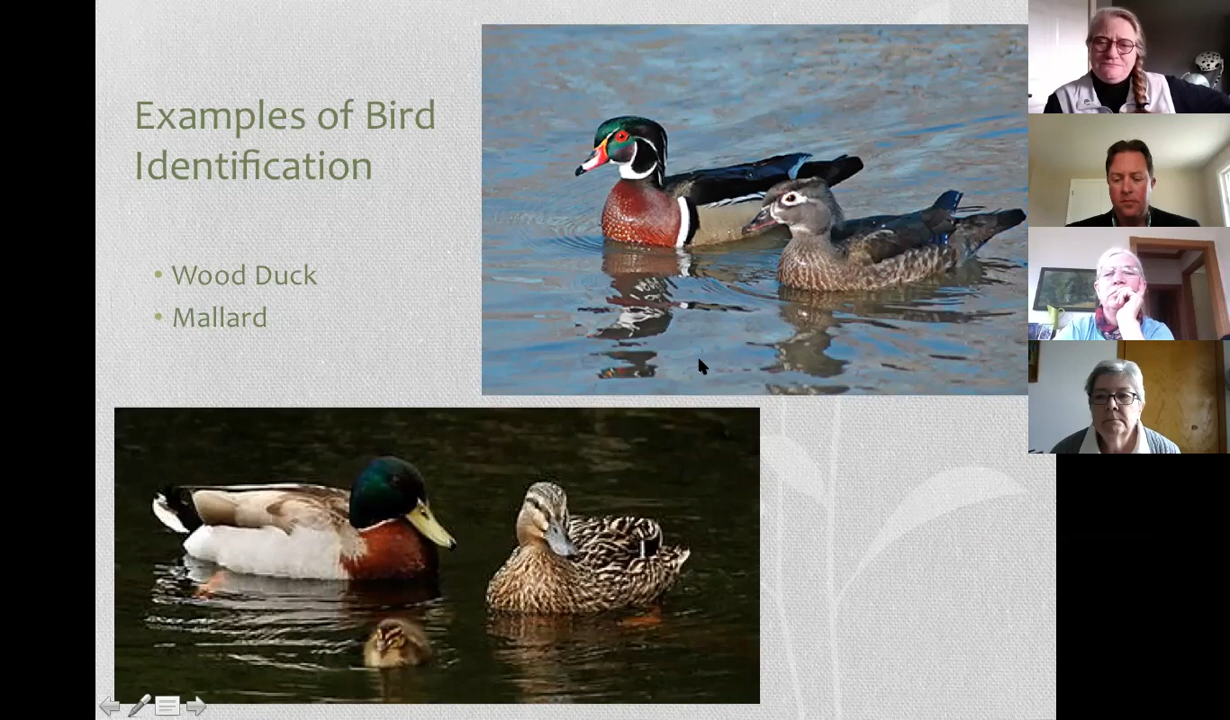 Examples of Bird
Identification
• Wood Duck
• Mallard